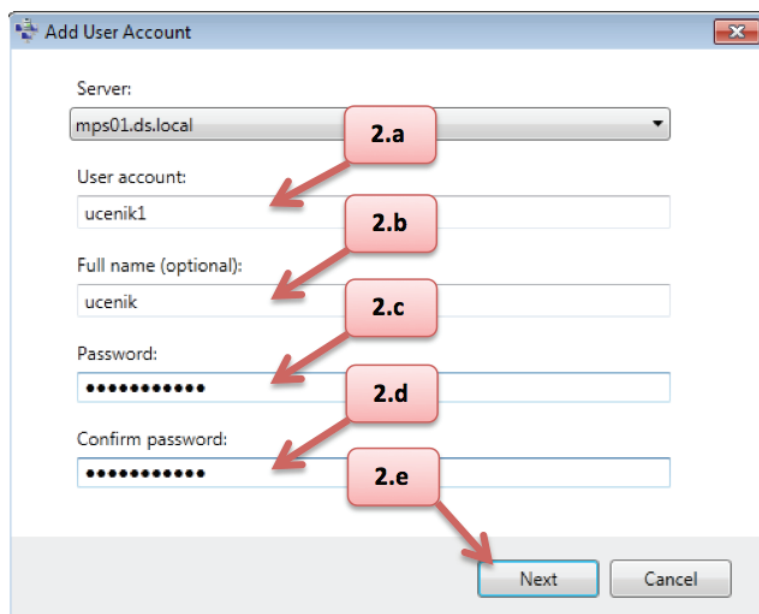 Add User Account
Server:
mps01.ds.local
2.a
User account:
ucenik1
2.b
Full name (optional):
ucenik
2.c
Password:
•••••••••••
2.d
Confirm password:
•••••••••••
2.e
Next
Cancel